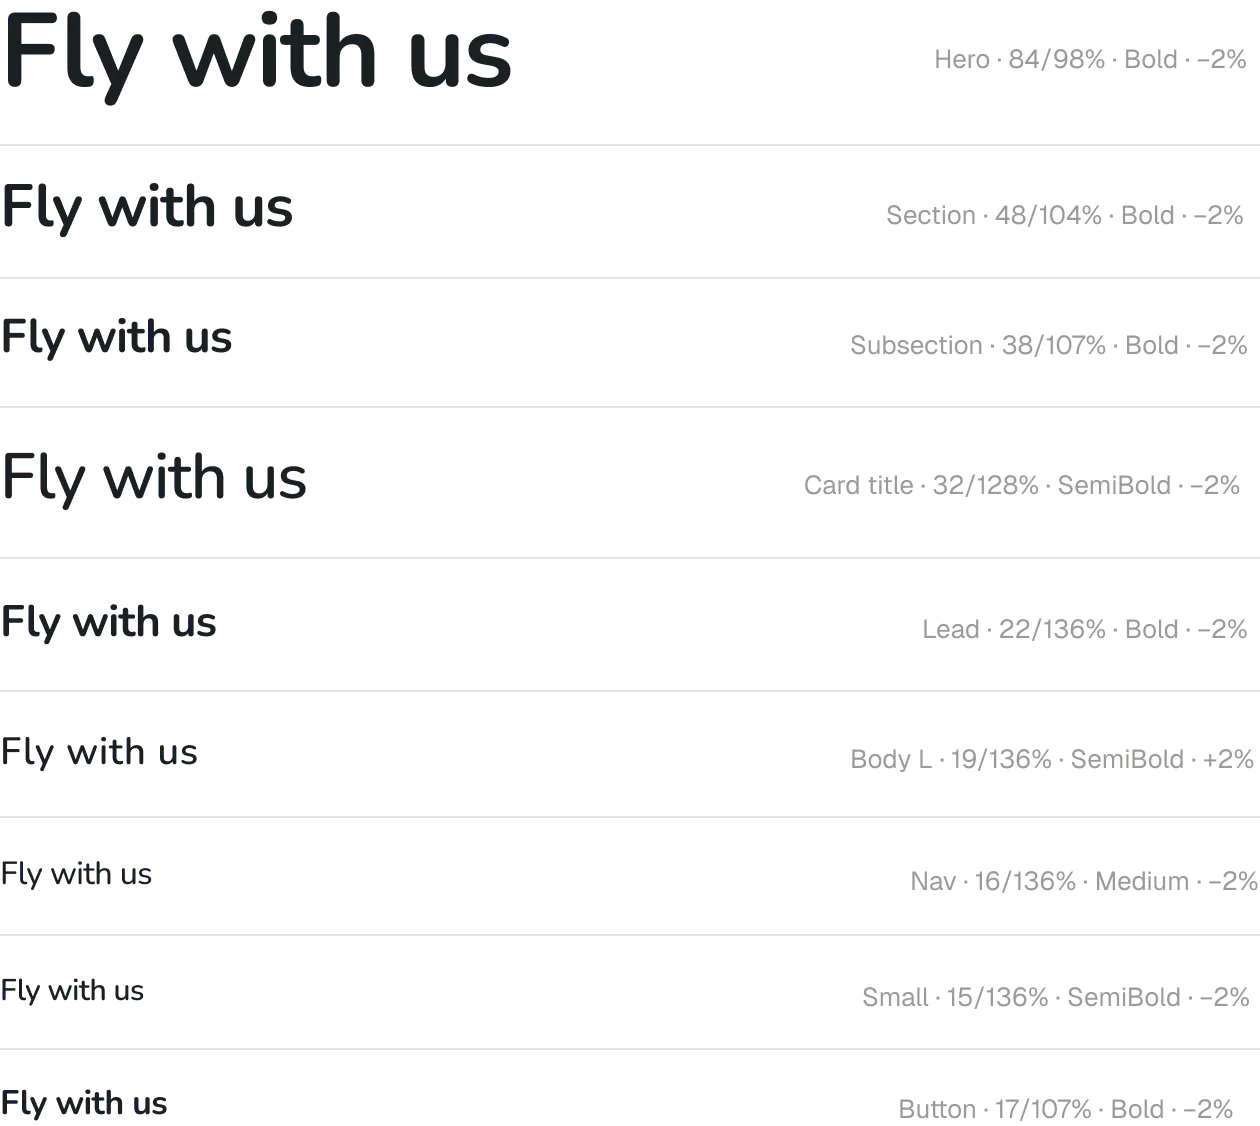 Fly with us
Hero · 84/98% · Bold · −2%
Fly with us
Section · 48/104% · Bold · −2%
Fly with us
Subsection · 38/107% · Bold · −2%
Fly with us
Card title · 32/128% · SemiBold · −2%
Fly with us
Lead · 22/136% · Bold · −2%
Fly with us
Body L · 19/136% · SemiBold · +2%
Fly with us
Nav · 16/136% · Medium · −2%
Fly with us
Small · 15/136% · SemiBold · −2%
Fly with us
Button · 17/107% · Bold · −2%